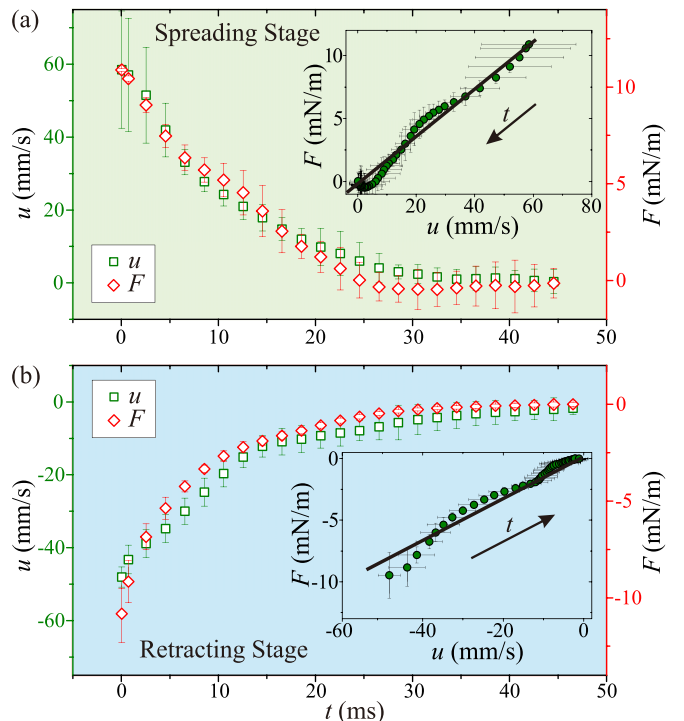 (a)
Spreading Stage
u (mm/s)
60
40
20
0
u
F
F (mN/m)
10
5
0
F (mN/m)
10
5
0
t
0 20 40 60 80
u (mm/s)
0 10 20 30 40 50
(b)
u
F
u (mm/s)
0
-20
-40
-60
F (mN/m)
0
-5
-10
F (mN/m)
0
-5
-10
t
-60 -40 -20 0
u (mm/s)
Retracting Stage
0 10 20 30 40 50
t (ms)